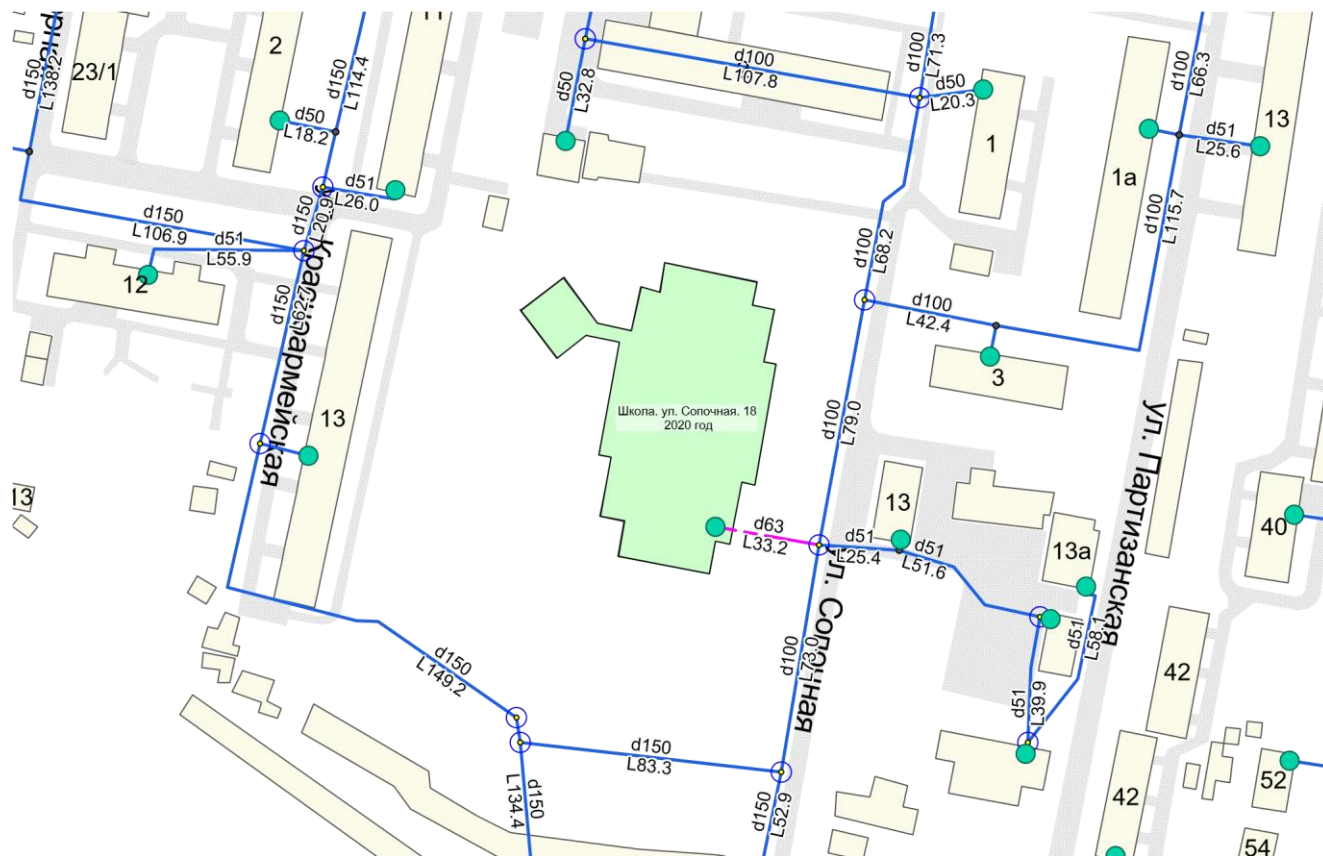 d150
L138.2
23/1
2
d150
L114.4
d50
L18.2
d150
L20.9
d51
L26.0
d150
L106.9
d51
L55.9
12
d150
L62.7
13
Красноармейская
13
d50
L32.8
d100
L107.8
d100
L71.3
d50
L20.3
1
d100
L66.3
13
d51
L25.6
1а
d100
L115.7
d100
L68.2
d100
L42.4
3
Школа. ул. Сопочная. 18
2020 год
d100
L79.0
ул. Партизанская
d63
L33.2
13
d51
L25.4
d51
L51.6
13а
40
ул. Сопочная
d100
L73.0
d51
L58.1
d51
L39.9
42
d150
L149.2
d150
L83.3
d150
L134.4
d150
L52.9
42
52
54